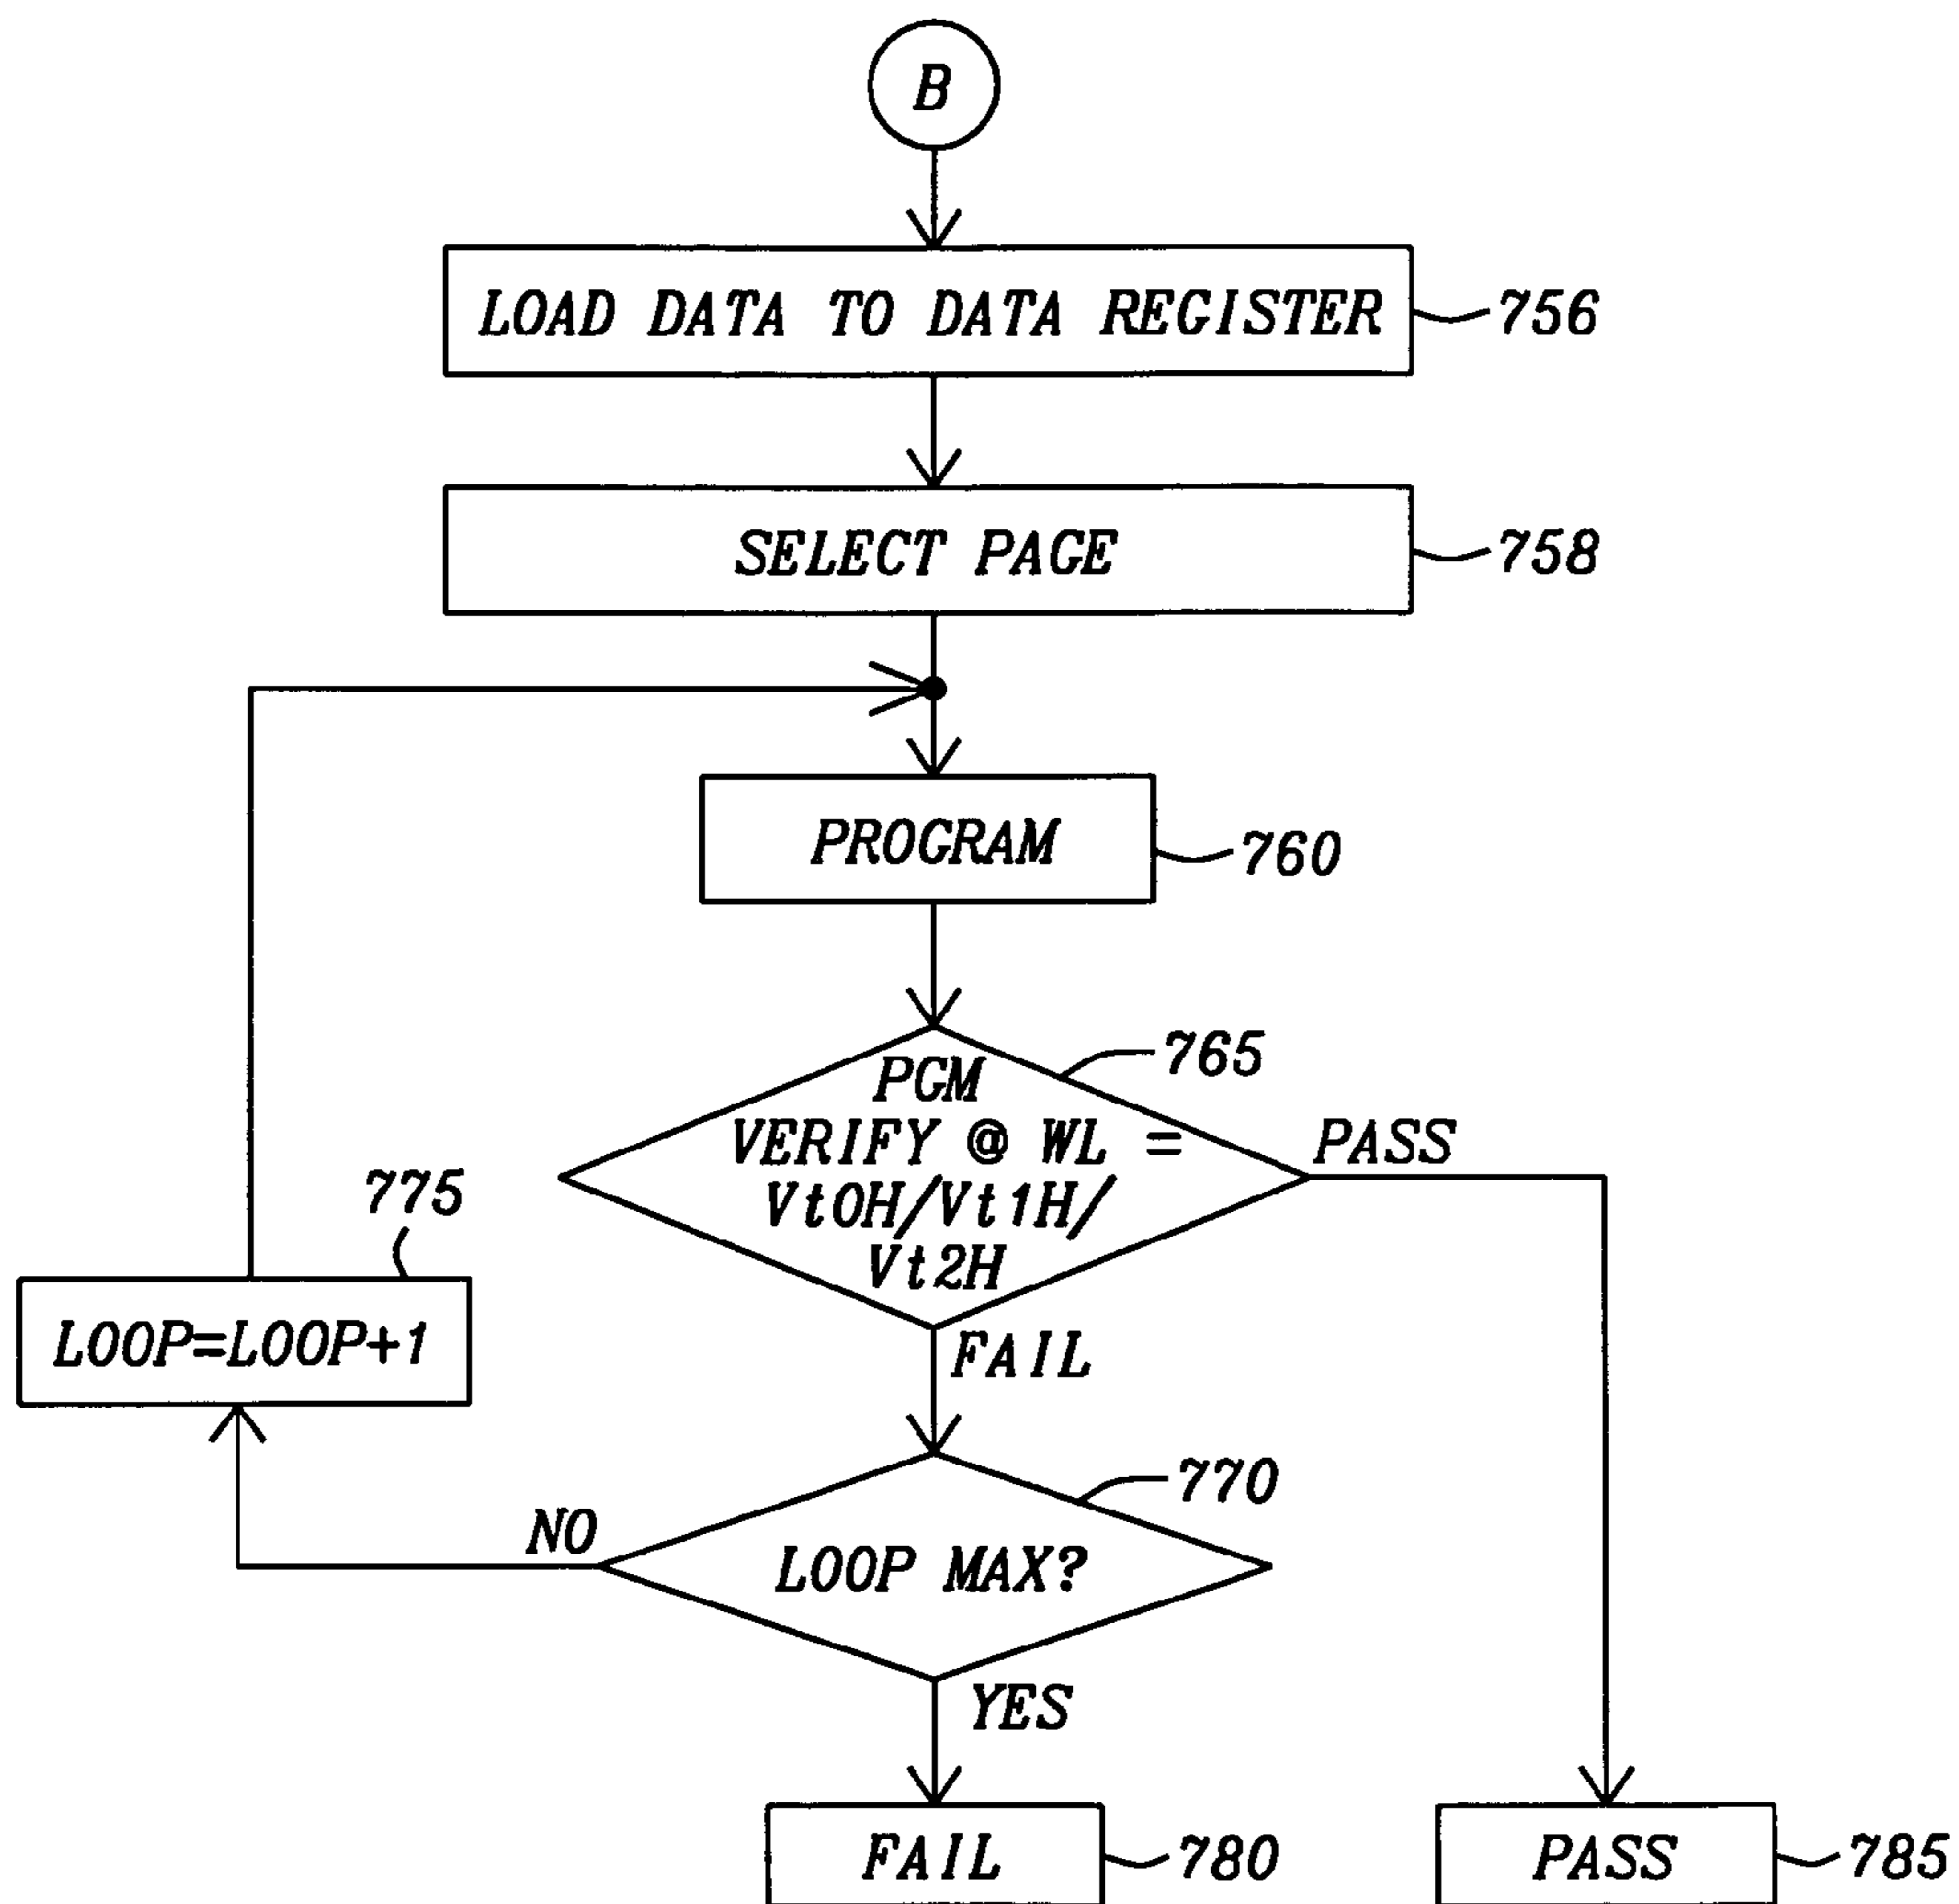 B
LOAD DATA TO DATA REGISTER
756
SELECT PAGE
758
PROGRAM
760
765
PGM
VERIFY @ WL =
Vt0H/Vt1H/
Vt2H
PASS
775
LOOP=LOOP+1
FAIL
770
NO
LOOP MAX?
YES
FAIL
780
PASS
785